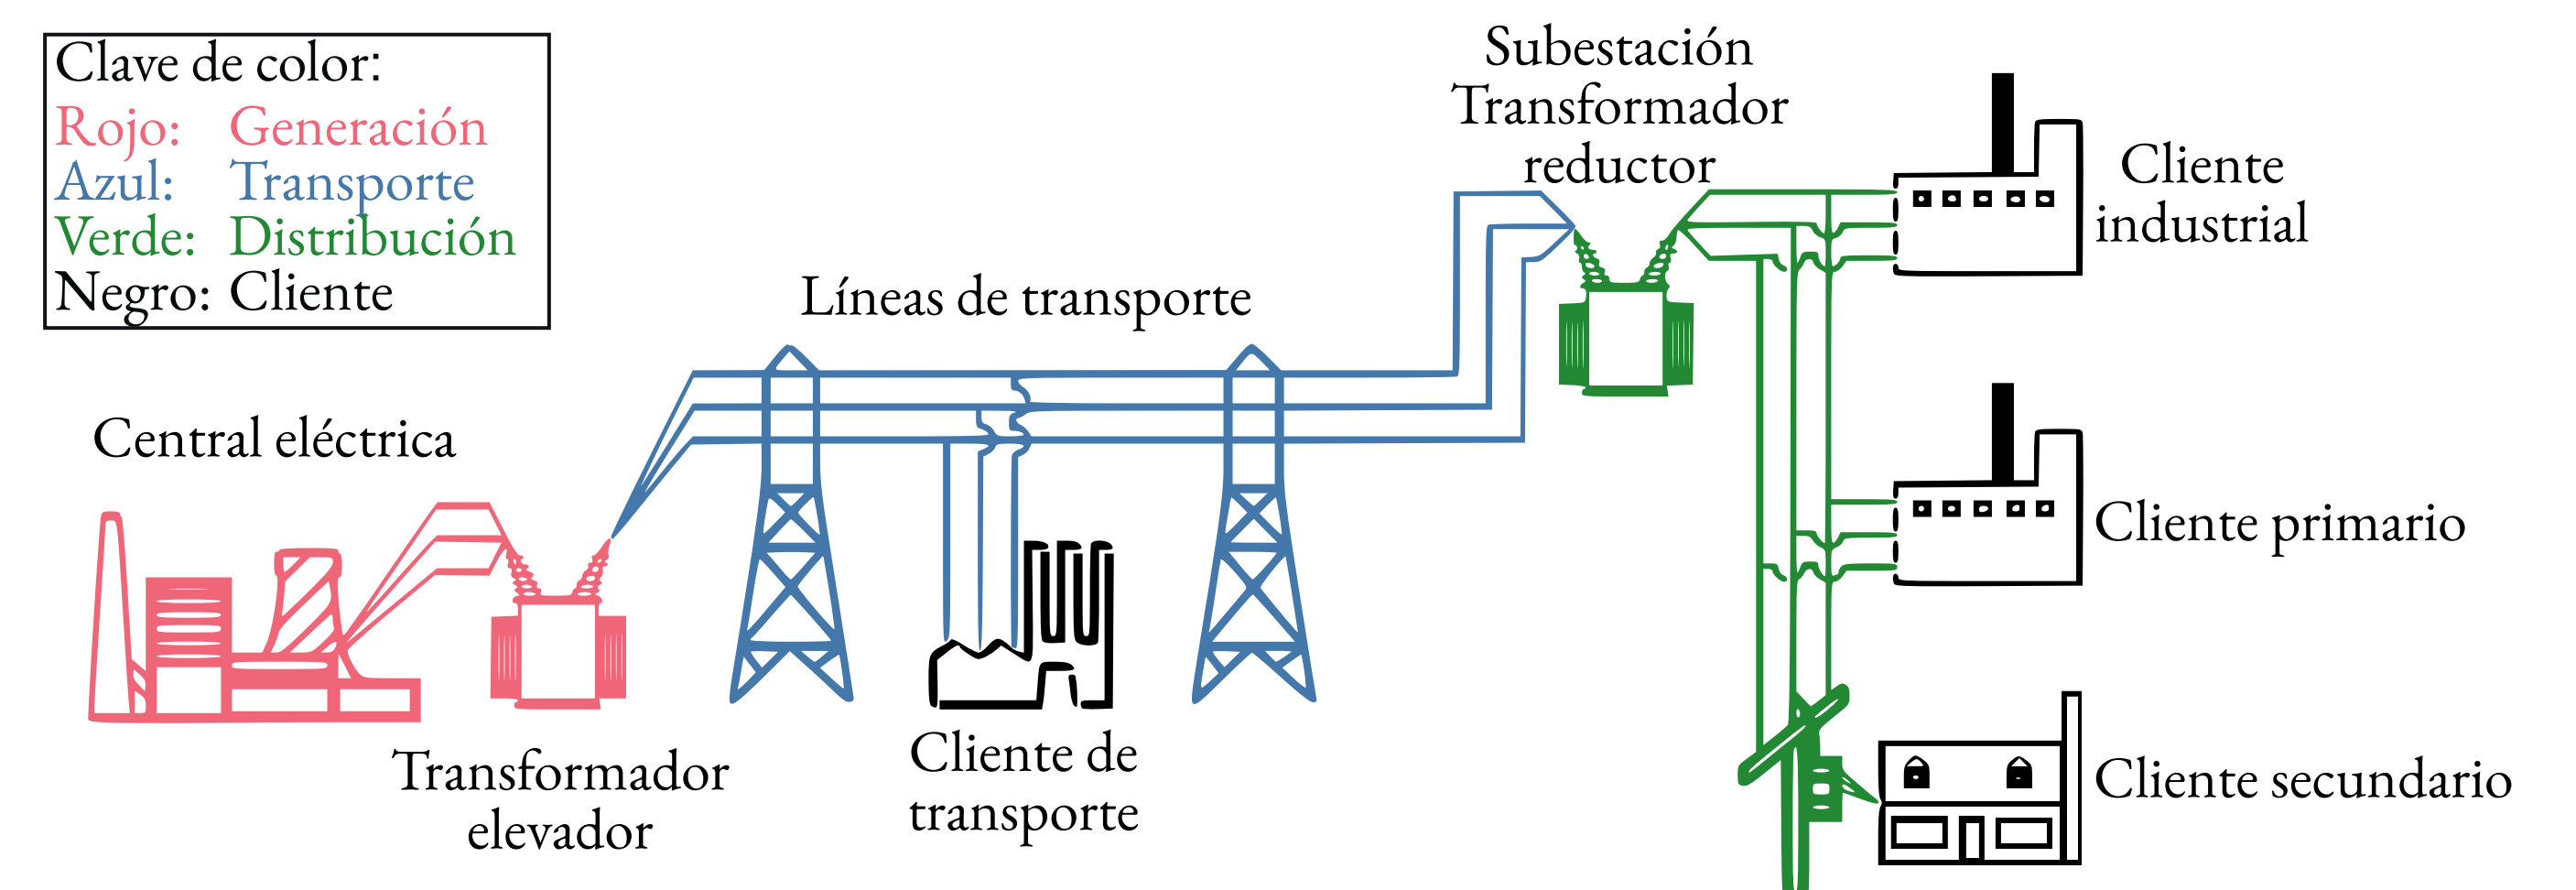 Clave de color:
Rojo: Generación
Azul: Transporte
Verde: Distribución
Negro: Cliente
Central eléctrica
Transformador
elevador
Líneas de transporte
Cliente de
transporte
Subestación
Transformador
reductor
Cliente
industrial
Cliente primario
Cliente secundario